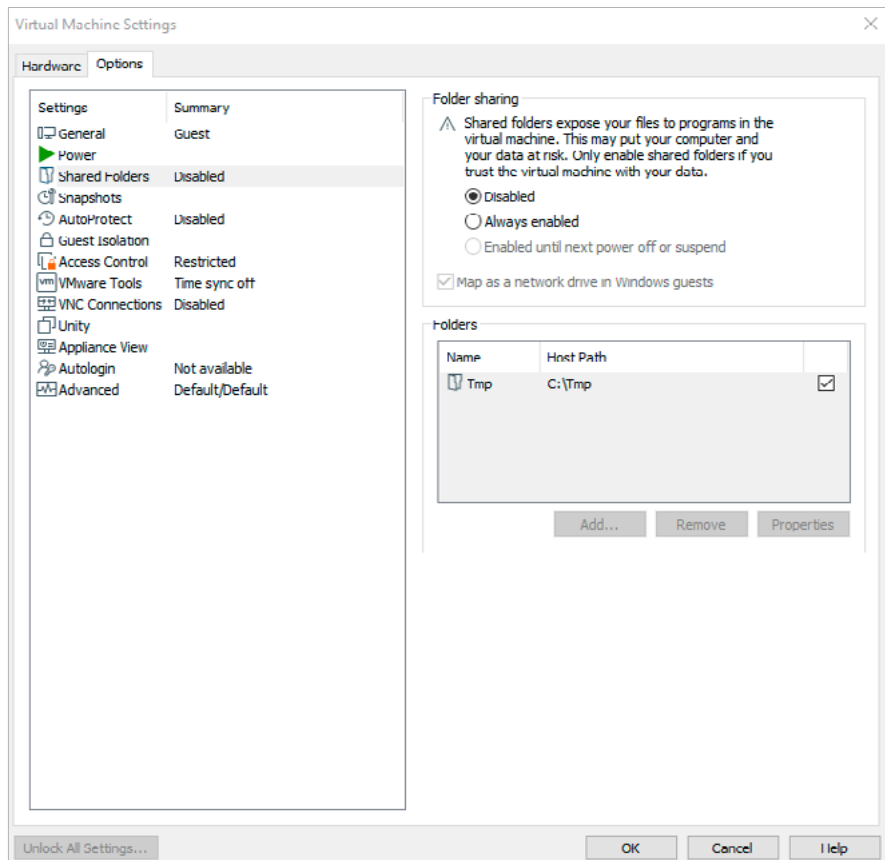 Virtual Machine Settings
Hardware Options
Settings Summary
General Guest
Power
Shared Folders Disabled
Snapshots
AutoProtect Disabled
Guest Isolation
Access Control Restricted
VMware Tools Time sync off
VNC Connections Disabled
Unity
Appliance View
Autologin Not available
Advanced Default/Default
Folder sharing
Shared folders expose your files to programs in the
virtual machine. This may put your computer and
your data at risk. Only enable shared folders if you
trust the virtual machine with your data.
Disabled
Always enabled
Enabled until next power off or suspend
Map as a network drive in Windows guests
Folders
Name Host Path
Tmp C:\Tmp
Add... Remove Properties
Unlock All Settings... OK Cancel Help